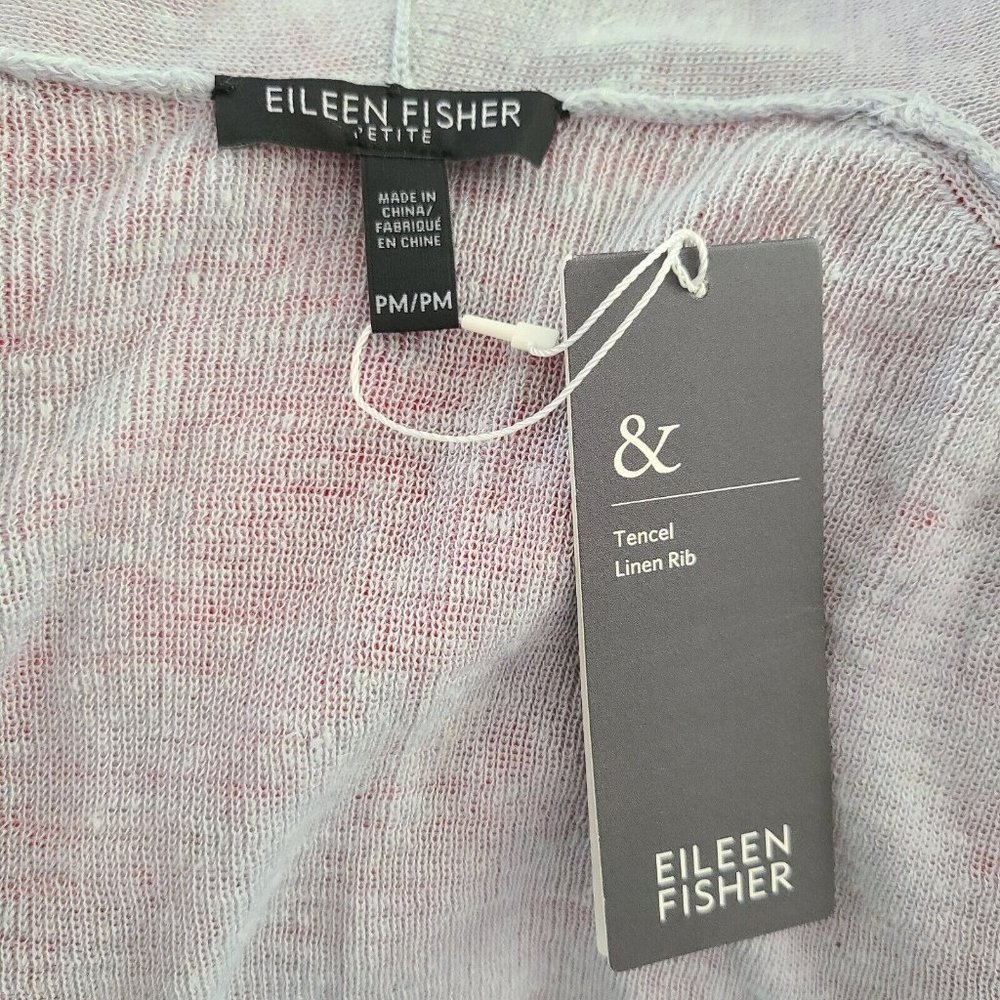 EILEEN FISHER
PETITE
MADE IN
CHINA/
FABRIQUÉ
EN CHINE
PM/PM
&
Tencel
Linen Rib
EILEEN
FISHER